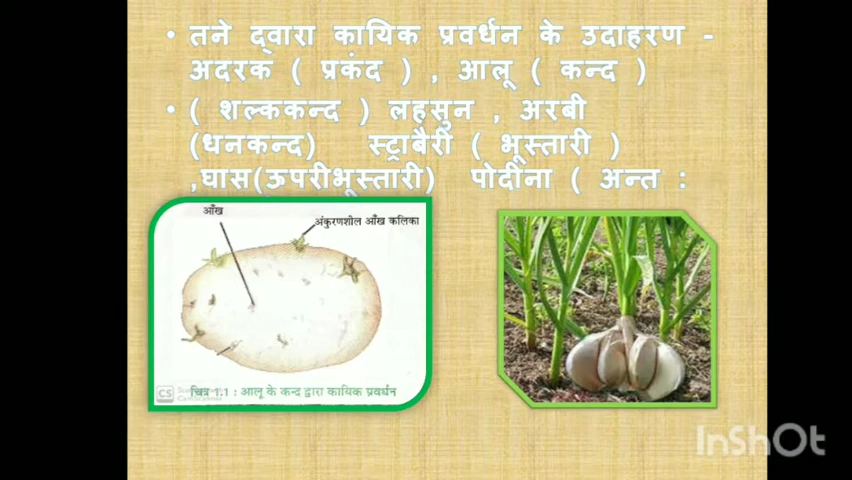 • तने द्वारा कायिक प्रवर्धन के उदाहरण -
अदरक ( प्रकंद ) , आलू ( कन्द )
• ( शल्ककन्द ) लहसुन , अरबी
(धनकन्द) स्ट्राबैरी ( भूस्तारी )
,घास(ऊपरीभूस्तारी) पोदीना ( अन्त :
आँख
अंकुरणशील आँख कलिका
CS
चित्र 1.1 : आलू के कन्द द्वारा कायिक प्रवर्धन
InShOt